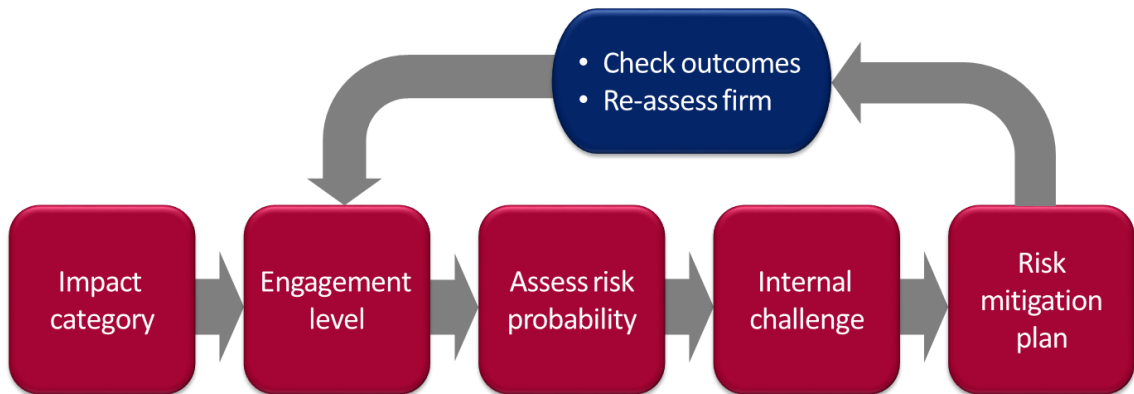 • Check outcomes
• Re-assess firm
Impact
category
Engagement
level
Assess risk
probability
Internal
challenge
Risk
mitigation
plan